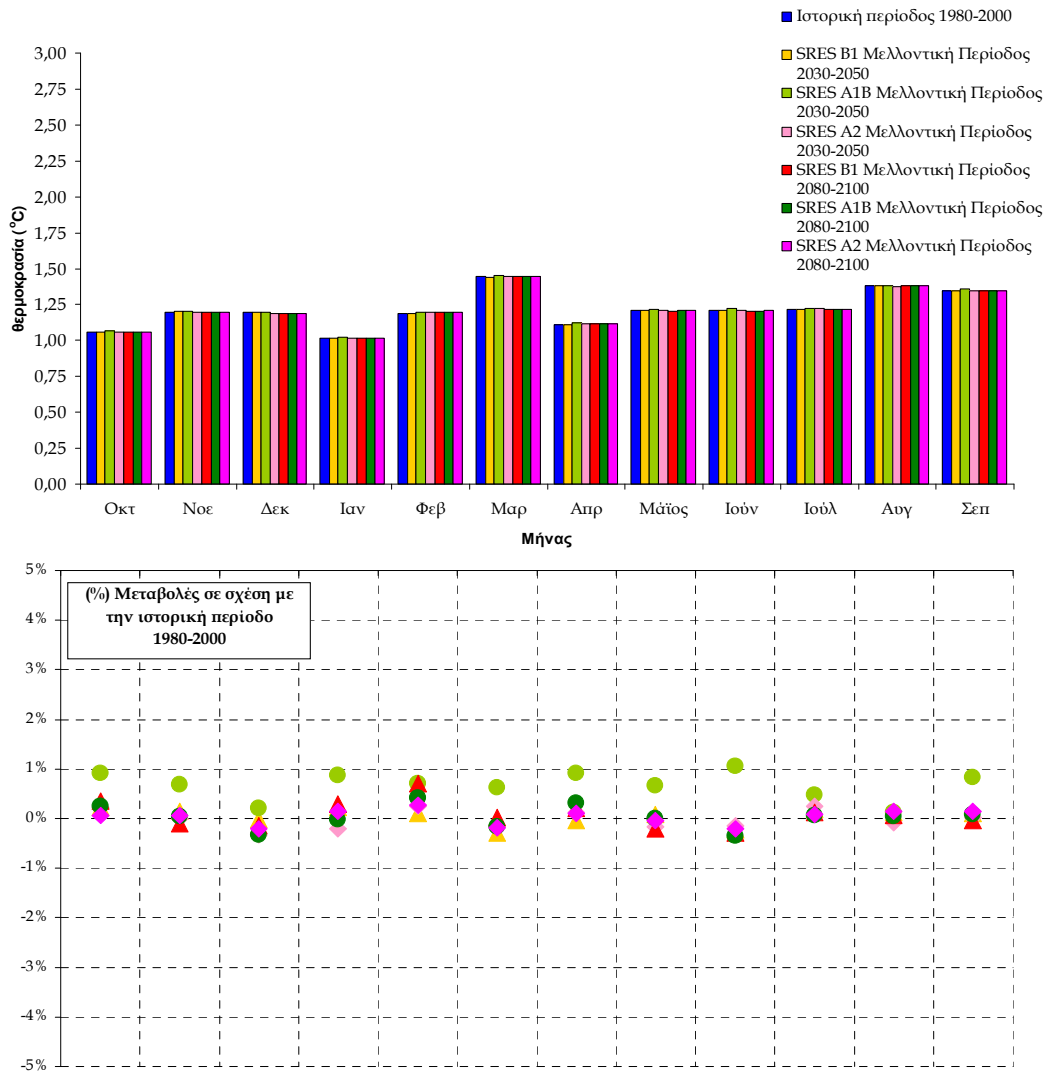 Ιστορική περίοδος 1980-2000
SRES B1 Μελλοντική Περίοδος
2030-2050
SRES A1B Μελλοντική Περίοδος
2030-2050
SRES A2 Μελλοντική Περίοδος
2030-2050
SRES B1 Μελλοντική Περίοδος
2080-2100
SRES A1B Μελλοντική Περίοδος
2080-2100
SRES A2 Μελλοντική Περίοδος
2080-2100
3,00
2,75
2,50
2,25
2,00
1,75
1,50
1,25
1,00
0,75
0,50
0,25
0,00
θερμοκρασία (°C)
Οκτ Νοε Δεκ Ιαν Φεβ Μαρ Απρ Μάϊος Ιούν Ιούλ Αυγ Σεπ
Μήνας
(%) Μεταβολές σε σχέση με
την ιστορική περίοδο
1980-2000
5%
4%
3%
2%
1%
0%
-1%
-2%
-3%
-4%
-5%